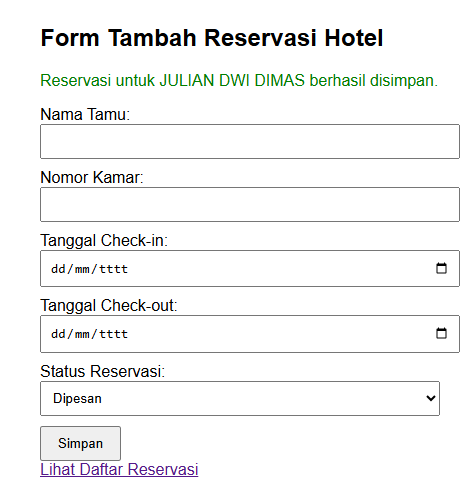 Form Tambah Reservasi Hotel
Reservasi untuk JULIAN DWI DIMAS berhasil disimpan.
Nama Tamu:
Nomor Kamar:
Tanggal Check-in:
dd/mm/tttt
Tanggal Check-out:
dd/mm/tttt
Status Reservasi:
Dipesan
Simpan
Lihat Daftar Reservasi